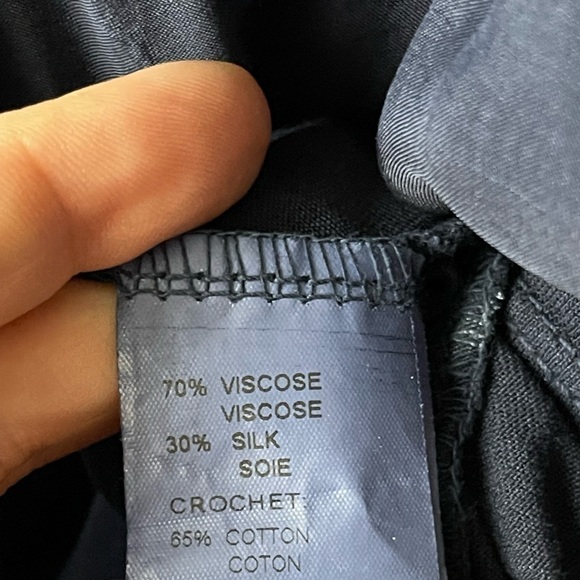 70% VISCOSE
VISCOSE
30% SILK
SOIE
CROCHET:
65% COTTON
COTON